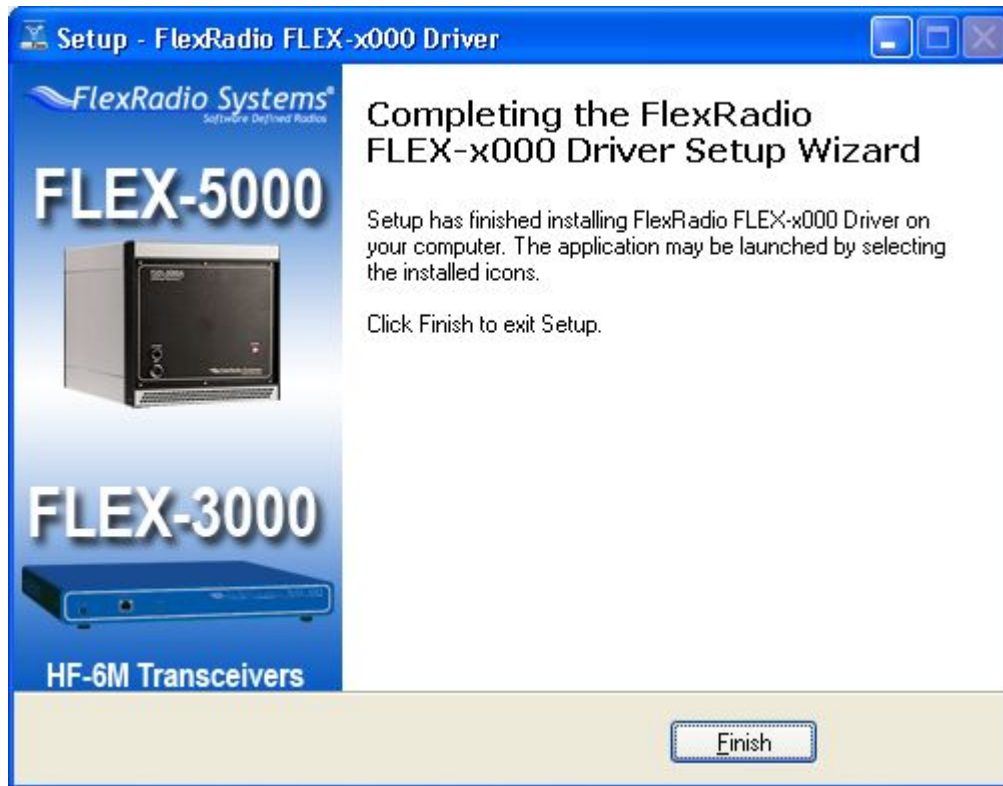 Setup - FlexRadio FLEX-x000 Driver
FlexRadio Systems®
Software Defined Radios
FLEX-5000
FLEX-3000
HF-6M Transceivers
Completing the FlexRadio
FLEX-x000 Driver Setup Wizard
Setup has finished installing FlexRadio FLEX-x000 Driver on
your computer. The application may be launched by selecting
the installed icons.
Click Finish to exit Setup.
Finish